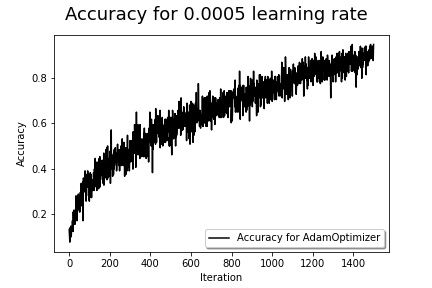 Accuracy for 0.0005 learning rate
0.8
0.6
0.4
0.2
Accuracy
Accuracy for AdamOptimizer
0 200 400 600 800 1000 1200 1400
Iteration